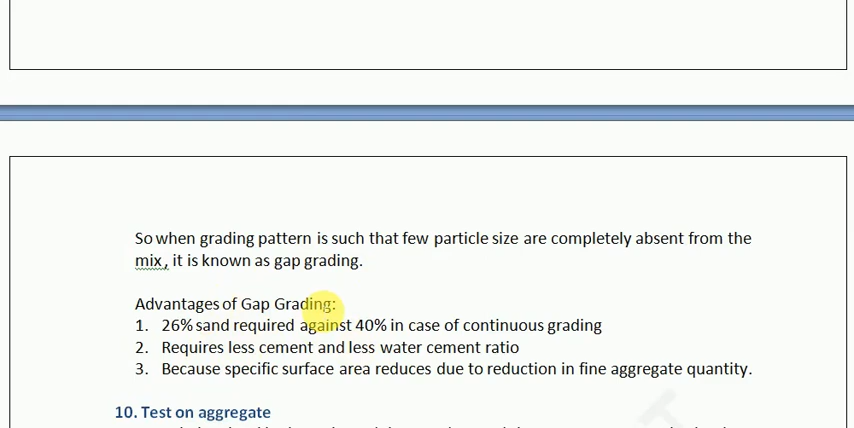 So when grading pattern is such that few particle size are completely absent from the
mix, it is known as gap grading.
Advantages of Gap Grading:
1. 26% sand required against 40% in case of continuous grading
2. Requires less cement and less water cement ratio
3. Because specific surface area reduces due to reduction in fine aggregate quantity.
10. Test on aggregate